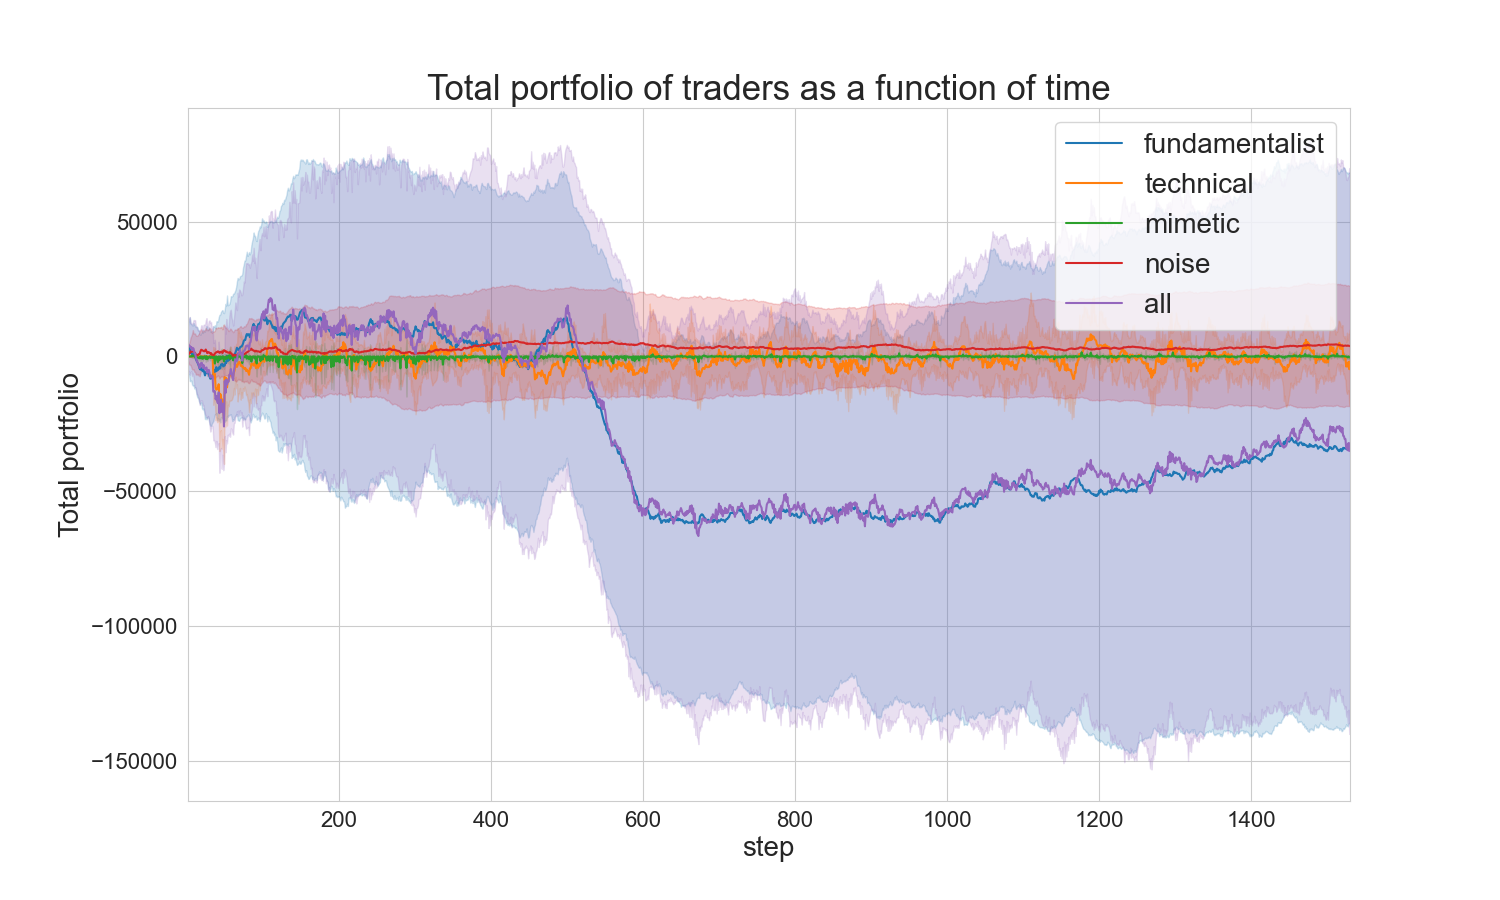 Total portfolio of traders as a function of time
fundamentalist
technical
mimetic
noise
all
50000
0
−50000
−100000
−150000
Total portfolio
200 400 600 800 1000 1200 1400
step